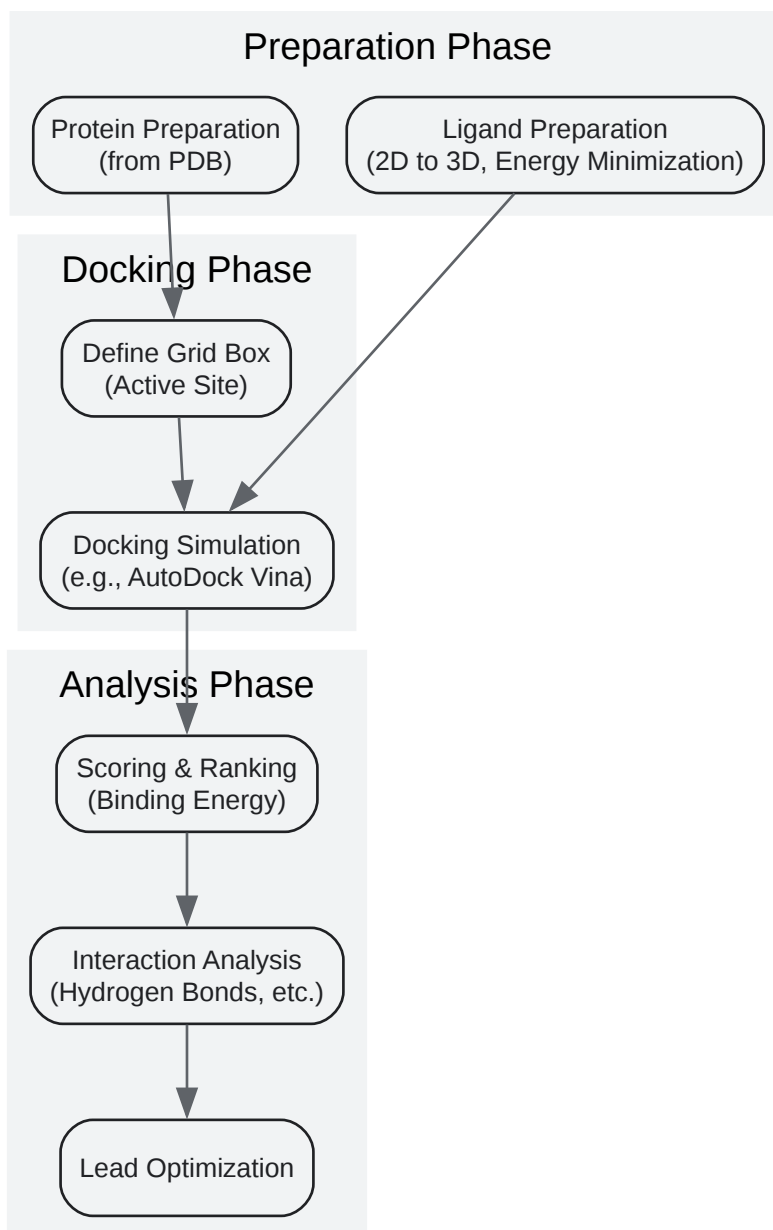 Preparation Phase
Protein Preparation
(from PDB)
Ligand Preparation
(2D to 3D, Energy Minimization)
Docking Phase
Define Grid Box
(Active Site)
Docking Simulation
(e.g., AutoDock Vina)
Analysis Phase
Scoring & Ranking
(Binding Energy)
Interaction Analysis
(Hydrogen Bonds, etc.)
Lead Optimization